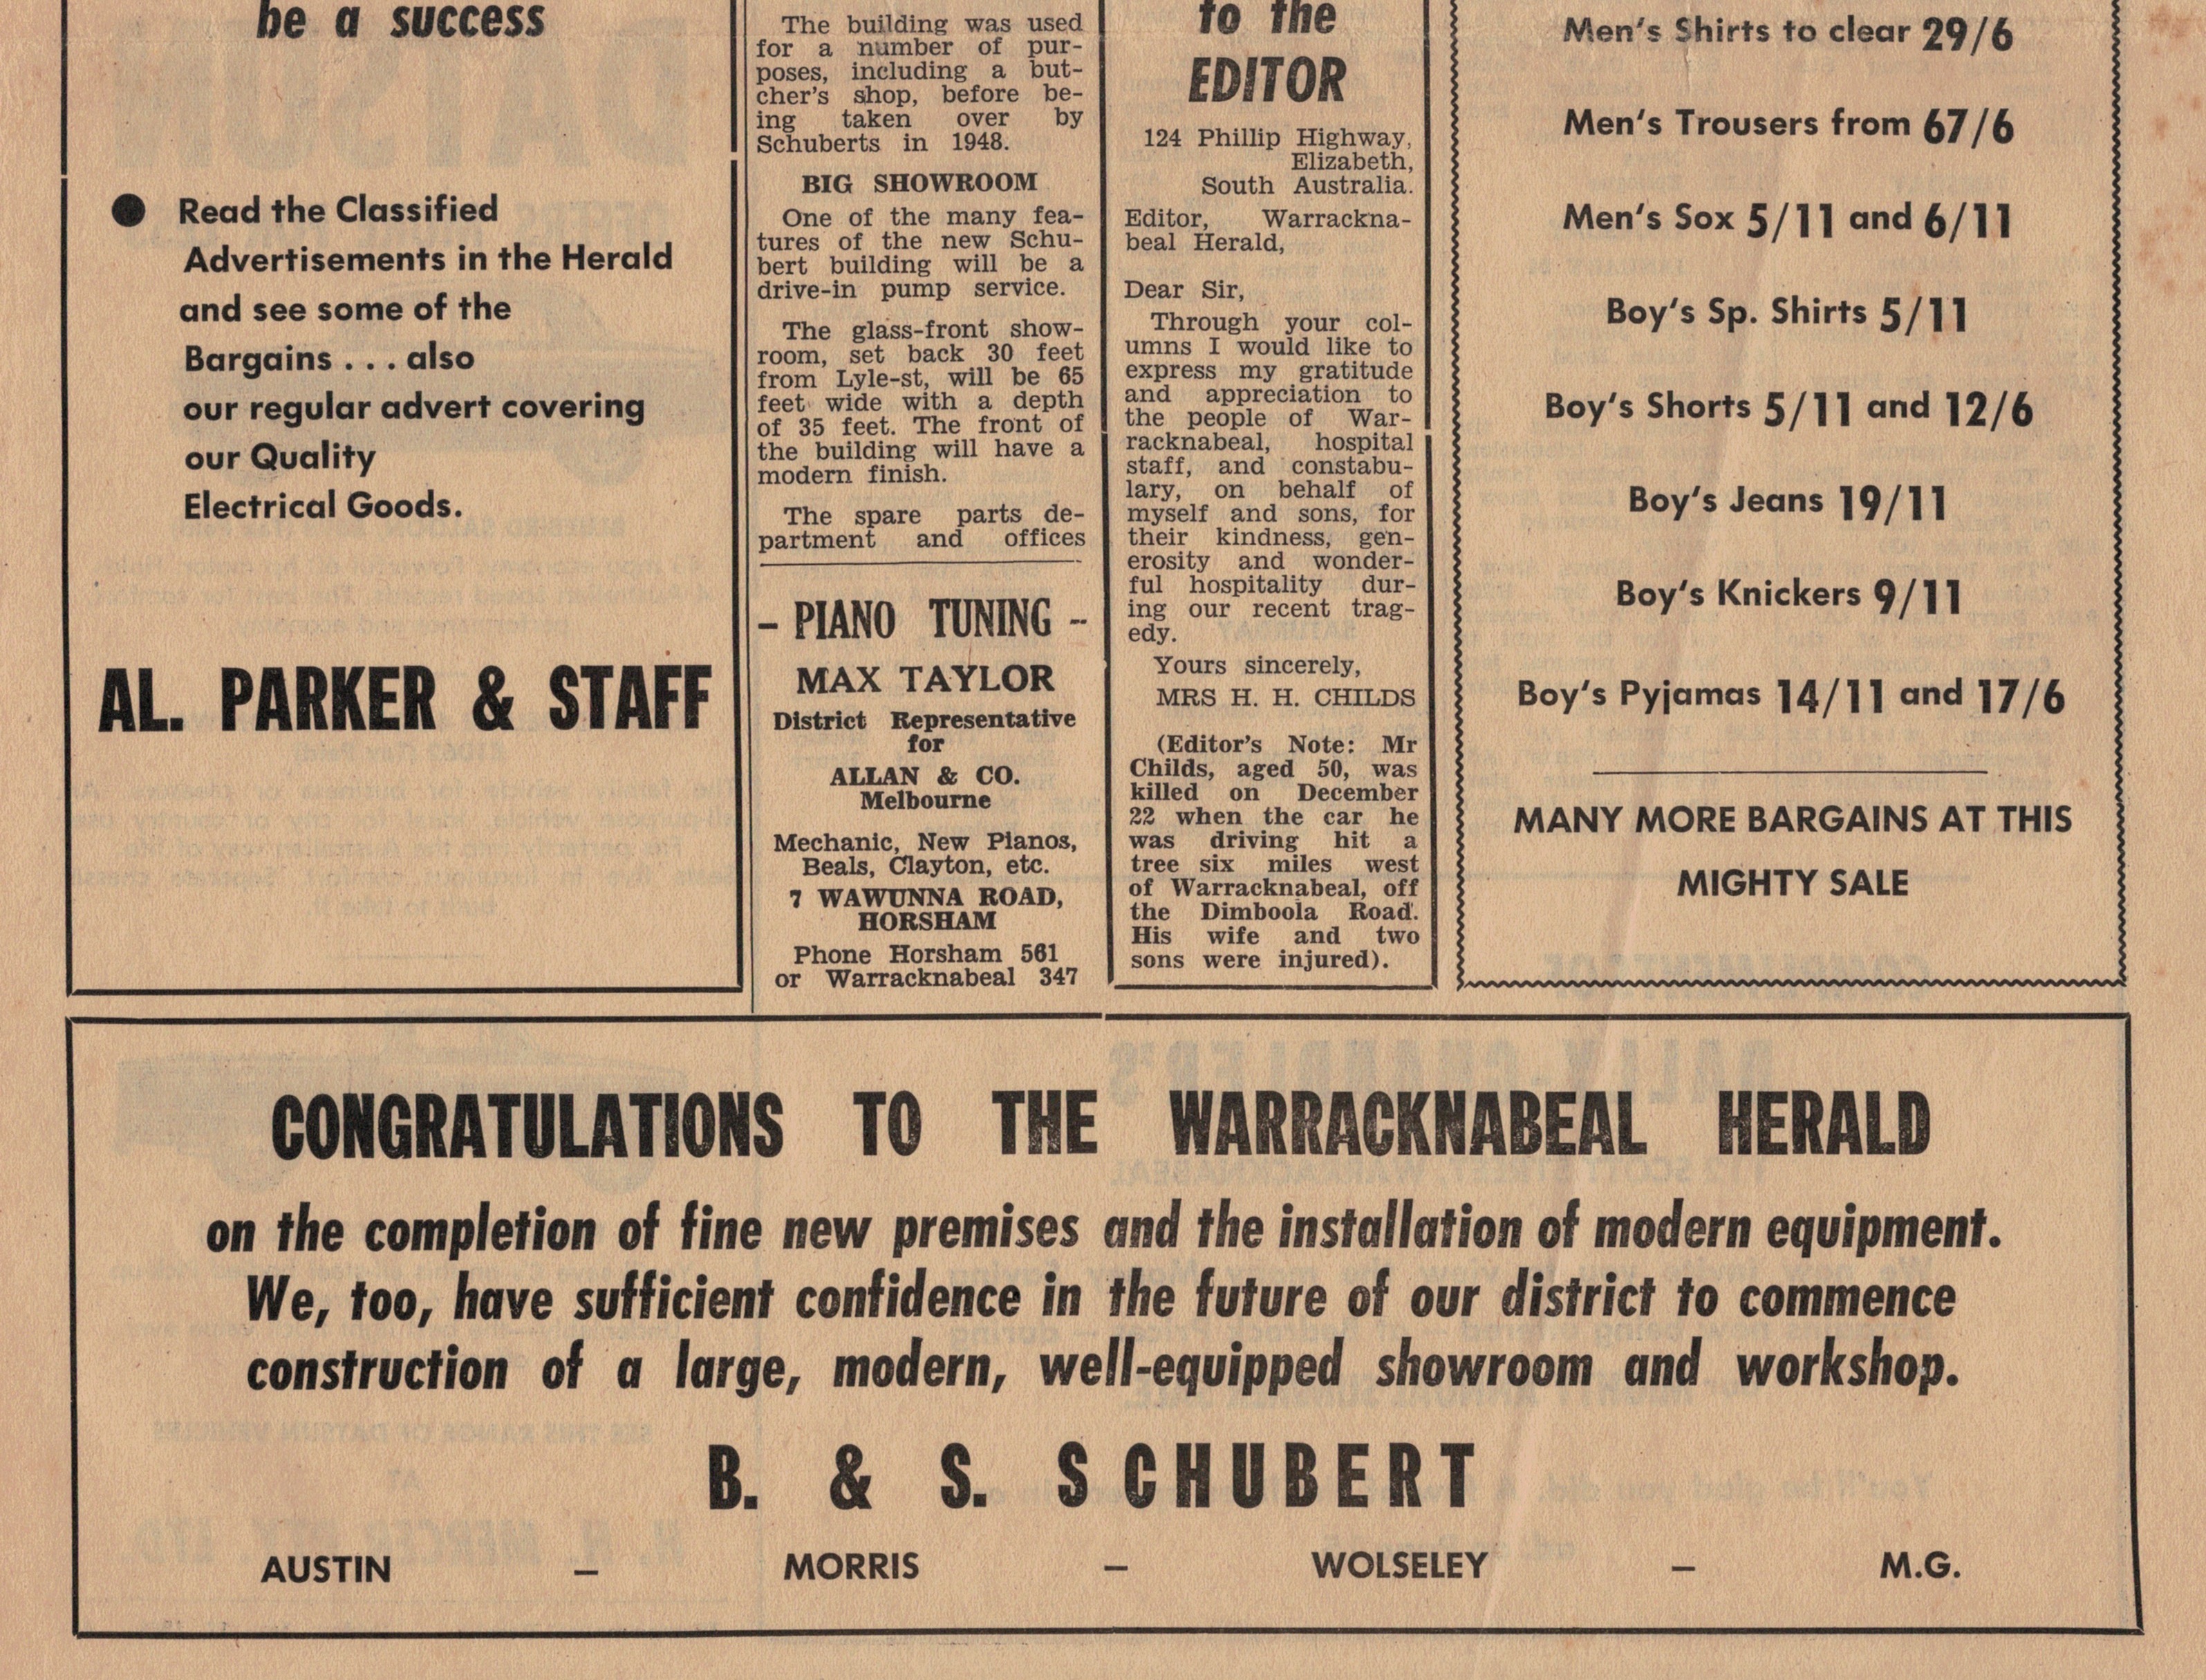 be a success
● Read the Classified
Advertisements in the Herald
and see some of the
Bargains . . . also
our regular advert covering
our Quality
Electrical Goods.
AL. PARKER & STAFF
The building was used
for a number of pur-
poses, including a but-
cher's shop, before be-
ing taken over by
Schuberts in 1948.
BIG SHOWROOM
One of the many fea-
tures of the new Schu-
bert building will be a
drive-in pump service.
The glass-front show-
room, set back 30 feet
from Lyle-st, will be 65
feet wide with a depth
of 35 feet. The front of
the building will have a
modern finish.
The spare parts de-
partment and offices
– PIANO TUNING --
MAX TAYLOR
District Representative
for
ALLAN & CO.
Melbourne
Mechanic, New Pianos,
Beals, Clayton, etc.
7 WAWUNNA ROAD,
HORSHAM
Phone Horsham 561
or Warracknabeal 347
to the
EDITOR
124 Phillip Highway,
Elizabeth,
South Australia.
Editor, Warrackna-
beal Herald,
Dear Sir,
Through your col-
umns I would like to
express my gratitude
and appreciation to
the people of War-
racknabeal, hospital
staff, and constabu-
lary, on behalf of
myself and sons, for
their kindness, gen-
erosity and wonder-
ful hospitality dur-
ing our recent trag-
edy.
Yours sincerely,
MRS H. H. CHILDS
(Editor's Note: Mr
Childs, aged 50, was
killed on December
22 when the car he
was driving hit a
tree six miles west
of Warracknabeal, off
the Dimboola Road.
His wife and two
sons were injured).
Men's Shirts to clear 29/6
Men's Trousers from 67/6
Men's Sox 5/11 and 6/11
Boy's Sp. Shirts 5/11
Boy's Shorts 5/11 and 12/6
Boy's Jeans 19/11
Boy's Knickers 9/11
Boy's Pyjamas 14/11 and 17/6
MANY MORE BARGAINS AT THIS
MIGHTY SALE
CONGRATULATIONS TO THE WARRACKNABEAL HERALD
on the completion of fine new premises and the installation of modern equipment.
We, too, have sufficient confidence in the future of our district to commence
construction of a large, modern, well-equipped showroom and workshop.
B. & S. SCHUBERT
AUSTIN – MORRIS – WOLSELEY – M.G.